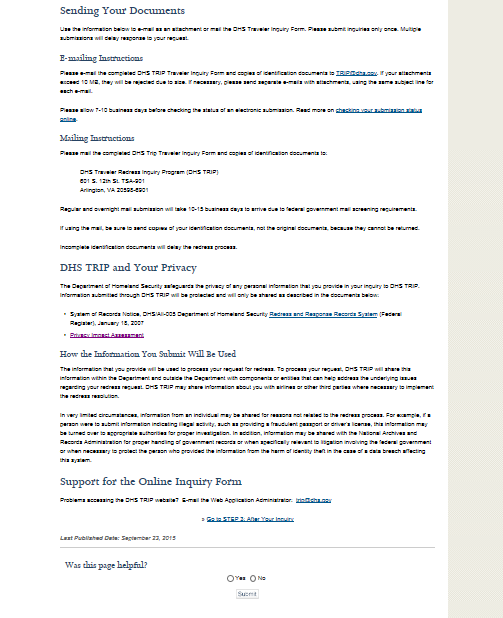 Sending Your Documents
Use the information below to e-mail as an attachment or mail the DHS Traveler Inquiry Form. Please submit inquiries only once. Multiple
submissions will delay response to your request.
E-mailing Instructions
Please e-mail the completed DHS TRIP Traveler Inquiry Form and copies of identification documents to TRIP@dhs.gov. If your attachments
exceed 10 MB, they will be rejected due to size. If necessary, please send separate e-mails with attachments, using the same subject line for
each e-mail.
Please allow 7-10 business days before checking the status of an electronic submission. Read more on checking your submission status
online.
Mailing Instructions
Please mail the completed DHS Trip Traveler Inquiry Form and copies of identification documents to:
DHS Traveler Redress Inquiry Program (DHS TRIP)
601 S. 12th St. TSA-901
Arlington, VA 20598-6901
Regular and overnight mail submission will take 10-15 business days to arrive due to federal government mail screening requirements.
If using the mail, be sure to send copies of your identification documents, not the original documents, because they cannot be returned.
Incomplete identification documents will delay the redress process.
DHS TRIP and Your Privacy
The Department of Homeland Security safeguards the privacy of any personal information that you provide in your inquiry to DHS TRIP.
Information submitted through DHS TRIP will be protected and will only be shared as described in the documents below:
• System of Records Notice, DHS/All-005 Department of Homeland Security Redress and Response Records System (Federal
Register), January 18, 2007
• Privacy Impact Assessment
How the Information You Submit Will Be Used
The information that you provide will be used to process your request for redress. To process your request, DHS TRIP will share this
information within the Department and outside the Department with components or entities that can help address the underlying issues
regarding your redress request. DHS TRIP may share information about you with airlines or other third parties where necessary to implement
the redress resolution.
In very limited circumstances, information from an individual may be shared for reasons not related to the redress process. For example, if a
person were to submit information indicating illegal activity, such as providing a fraudulent passport or driver's license, this information may
be turned over to appropriate authorities for proper investigation. In addition, information may be shared with the National Archives and
Records Administration for proper handling of government records or when specifically relevant to litigation involving the federal government
or when necessary to protect the person who provided the information from the harm of identity theft in the case of a data breach affecting
this system.
Support for the Online Inquiry Form
Problems accessing the DHS TRIP website? E-mail the Web Application Administrator: trip@dhs.gov
» Go to STEP 3: After Your Inquiry
Last Published Date: September 23, 2015
Was this page helpful?
Yes No
Submit